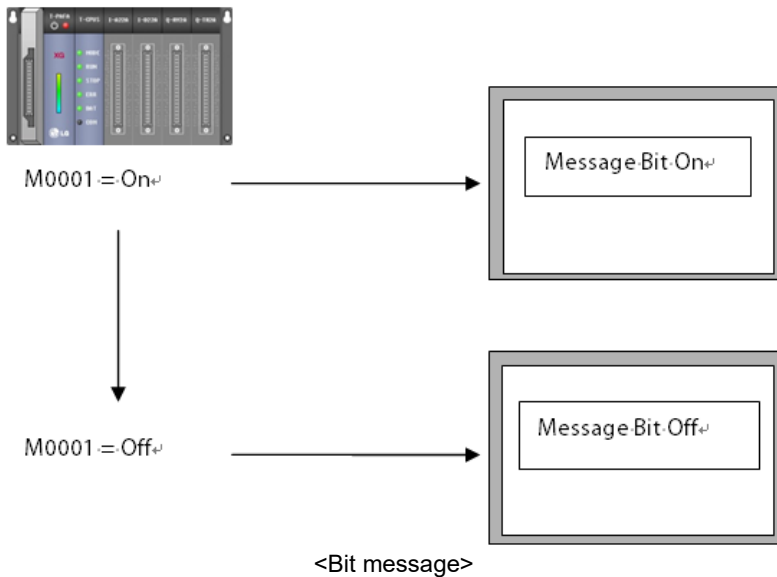 M0001 = On
Message Bit On
M0001 = Off
Message Bit Off
<Bit message>